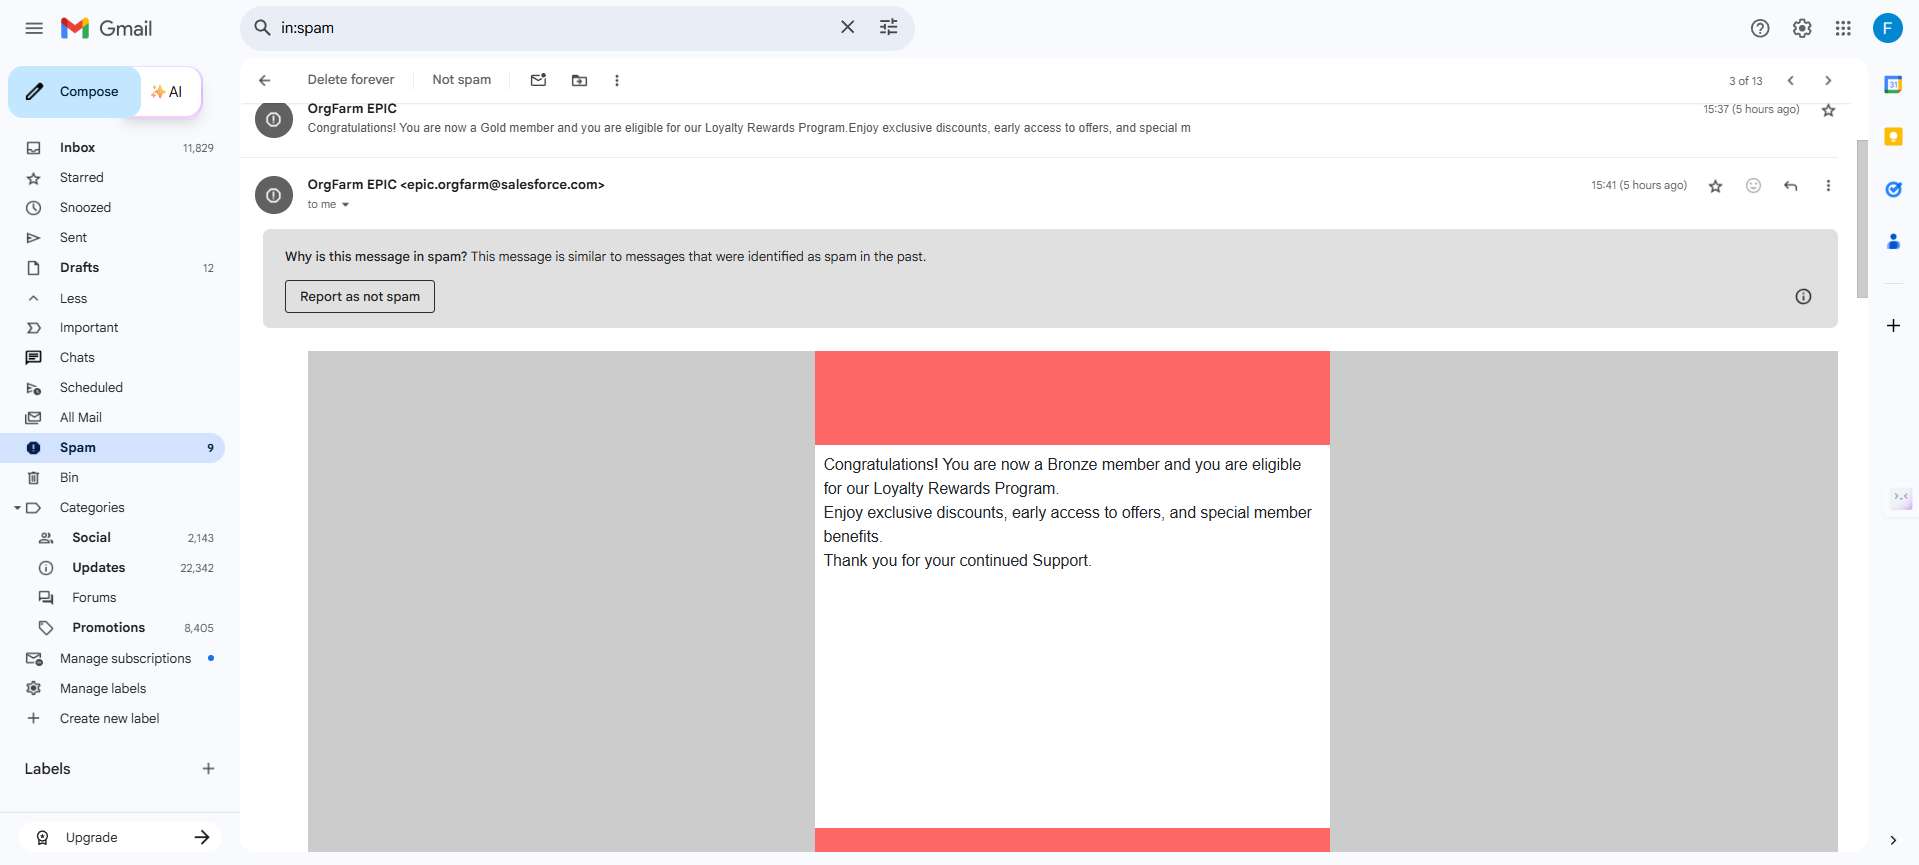 Gmail
in:spam
F
Compose
AI
Inbox 11,829
Starred
Snoozed
Sent
Drafts 12
Less
Important
Chats
Scheduled
All Mail
Spam 9
Bin
Categories
Social 2,143
Updates 22,342
Forums
Promotions 8,405
Manage subscriptions
Manage labels
Create new label
Labels
Upgrade
Delete forever
Not spam
3 of 13
OrgFarm EPIC
15:37 (5 hours ago)
Congratulations! You are now a Gold member and you are eligible for our Loyalty Rewards Program.Enjoy exclusive discounts, early access to offers, and special m
OrgFarm EPIC <epic.orgfarm@salesforce.com>
15:41 (5 hours ago)
to me
Why is this message in spam? This message is similar to messages that were identified as spam in the past.
Report as not spam
Congratulations! You are now a Bronze member and you are eligible
for our Loyalty Rewards Program.
Enjoy exclusive discounts, early access to offers, and special member
benefits.
Thank you for your continued Support.
31